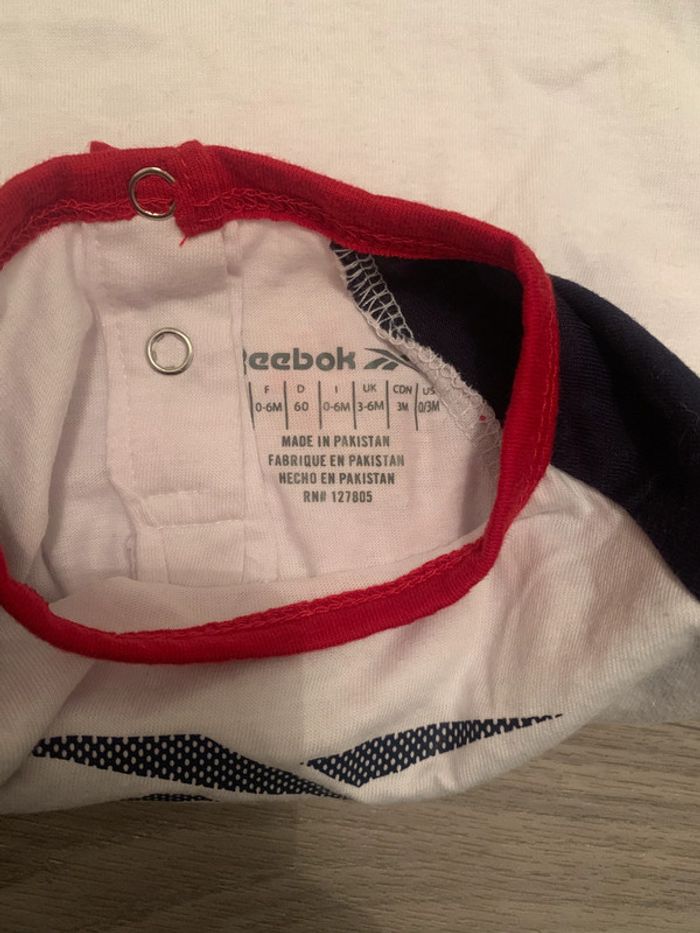 Reebok
F D I UK CDN US
0-6M 60 0-6M 3-6M 3M 0/3M
MADE IN PAKISTAN
FABRIQUE EN PAKISTAN
HECHO EN PAKISTAN
RN# 127805